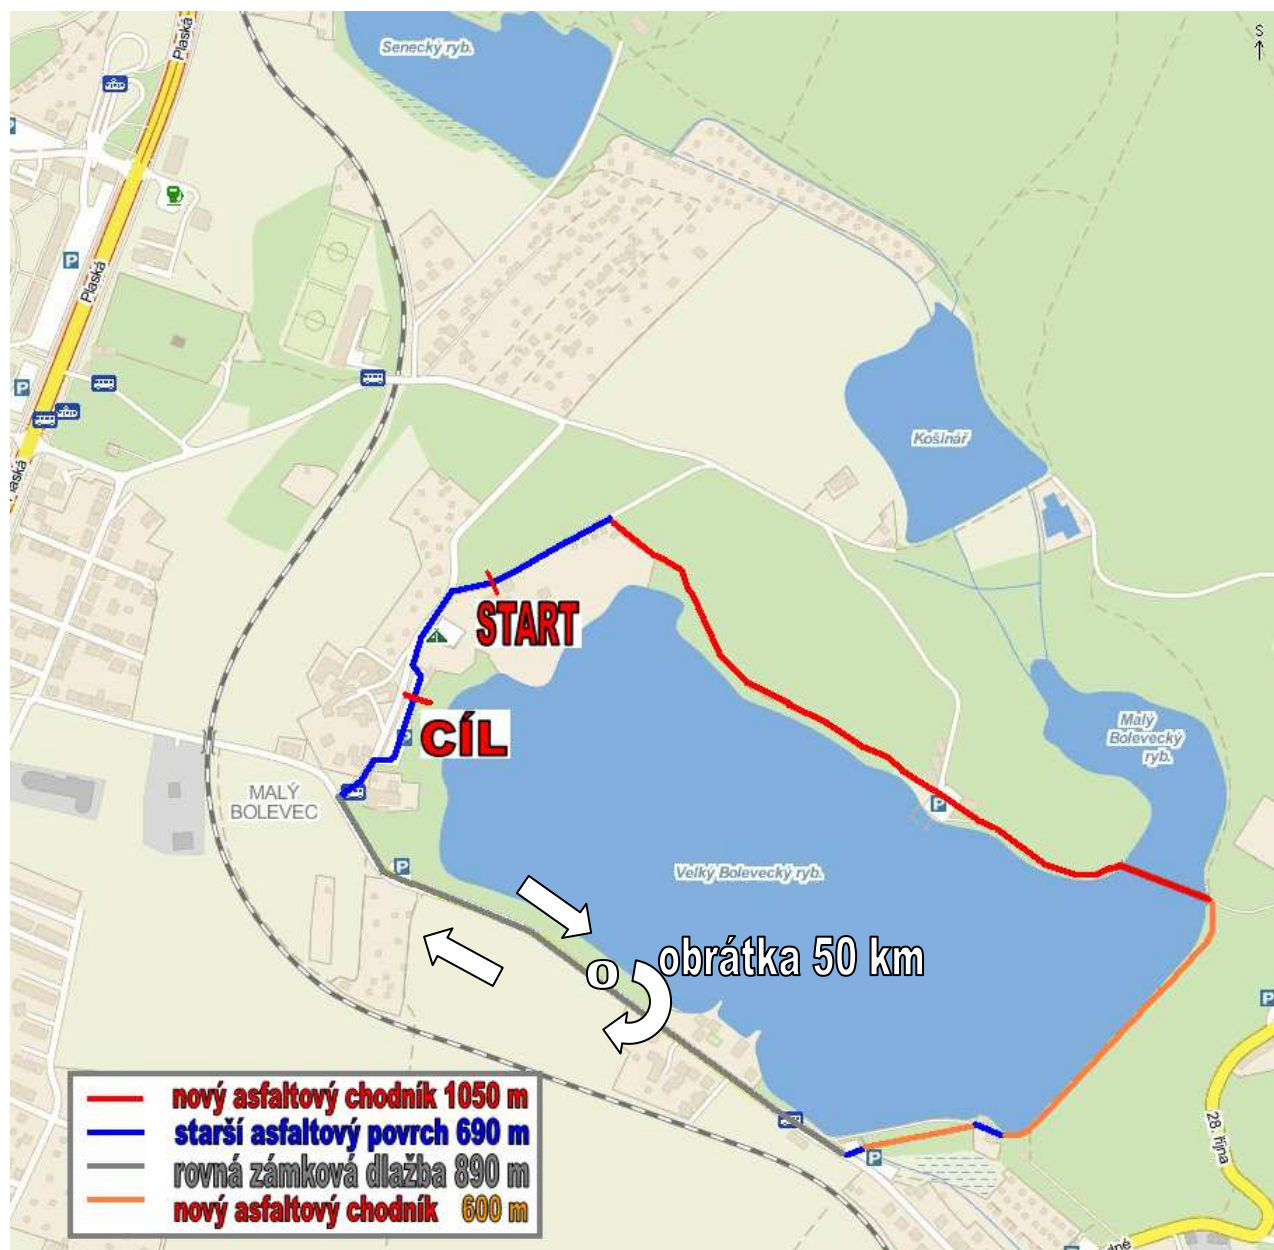 Plaská
Senecký ryb.
S
P
Plaská
P
P
Košinář
Plaská
START
CÍL
P
Malý
Bolevecký
ryb.
MALÝ
BOLEVEC
P
P
Velký Bolevecký ryb.
obrátka 50 km
O
P
nový asfaltový chodník 1050 m
starší asfaltový povrch 690 m
rovná zámková dlažba 890 m
nový asfaltový chodník 600 m
28. října
P
P
dné